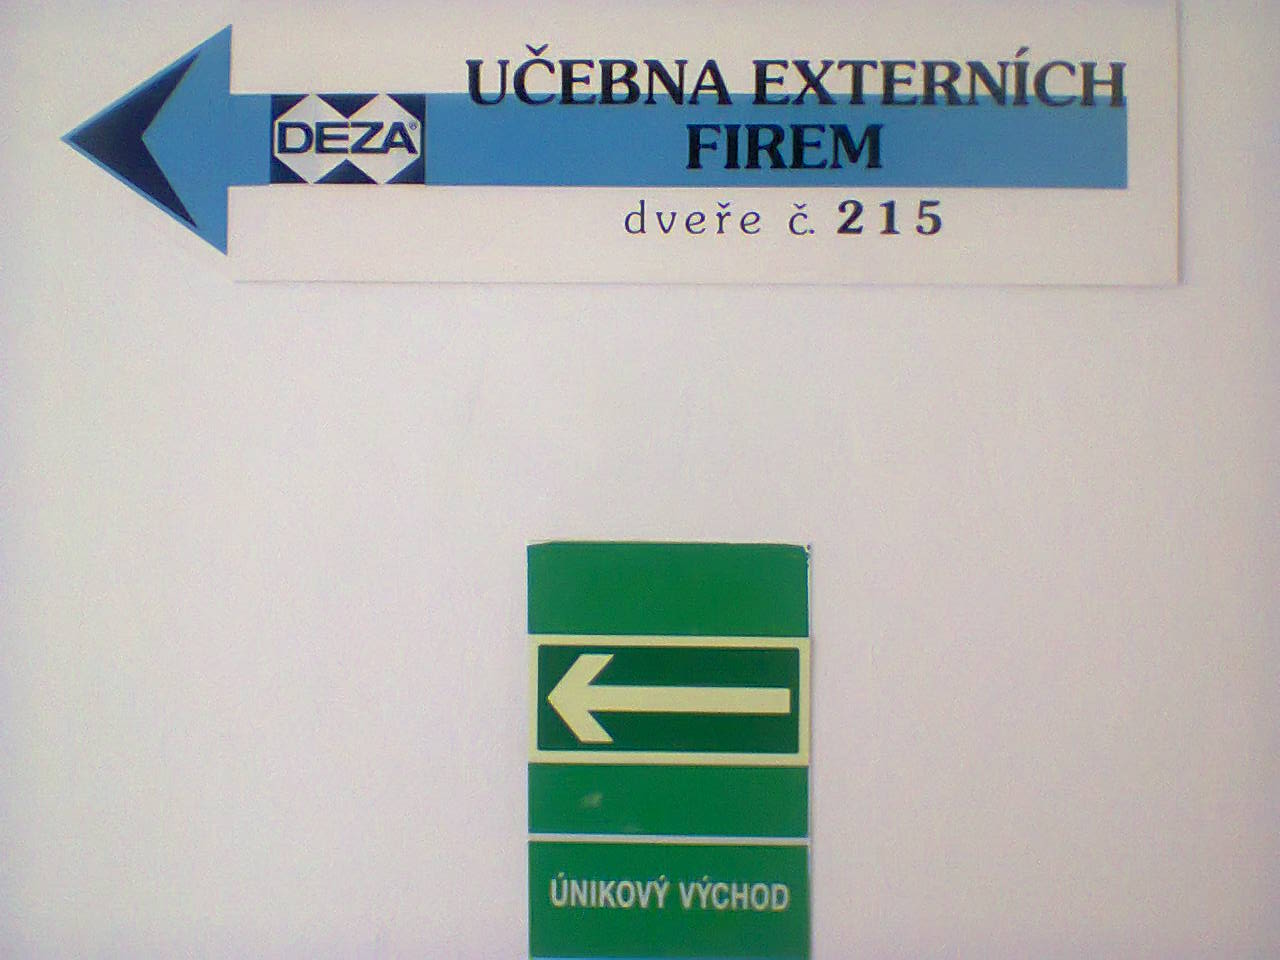 DEZA®
UČEBNA EXTERNÍCH
FIREM
dveře č. 215
ÚNIKOVÝ VÝCHOD